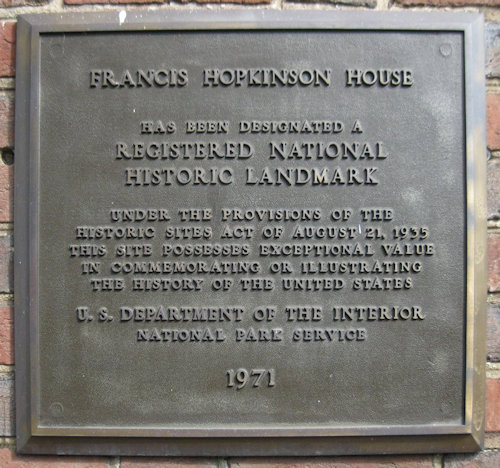 FRANCIS HOPKINSON HOUSE
HAS BEEN DESIGNATED A
REGISTERED NATIONAL
HISTORIC LANDMARK
UNDER THE PROVISIONS OF THE
HISTORIC SITES ACT OF AUGUST 21, 1935
THIS SITE POSSESSES EXCEPTIONAL VALUE
IN COMMEMORATING OR ILLUSTRATING
THE HISTORY OF THE UNITED STATES
U. S. DEPARTMENT OF THE INTERIOR
NATIONAL PARK SERVICE
1971